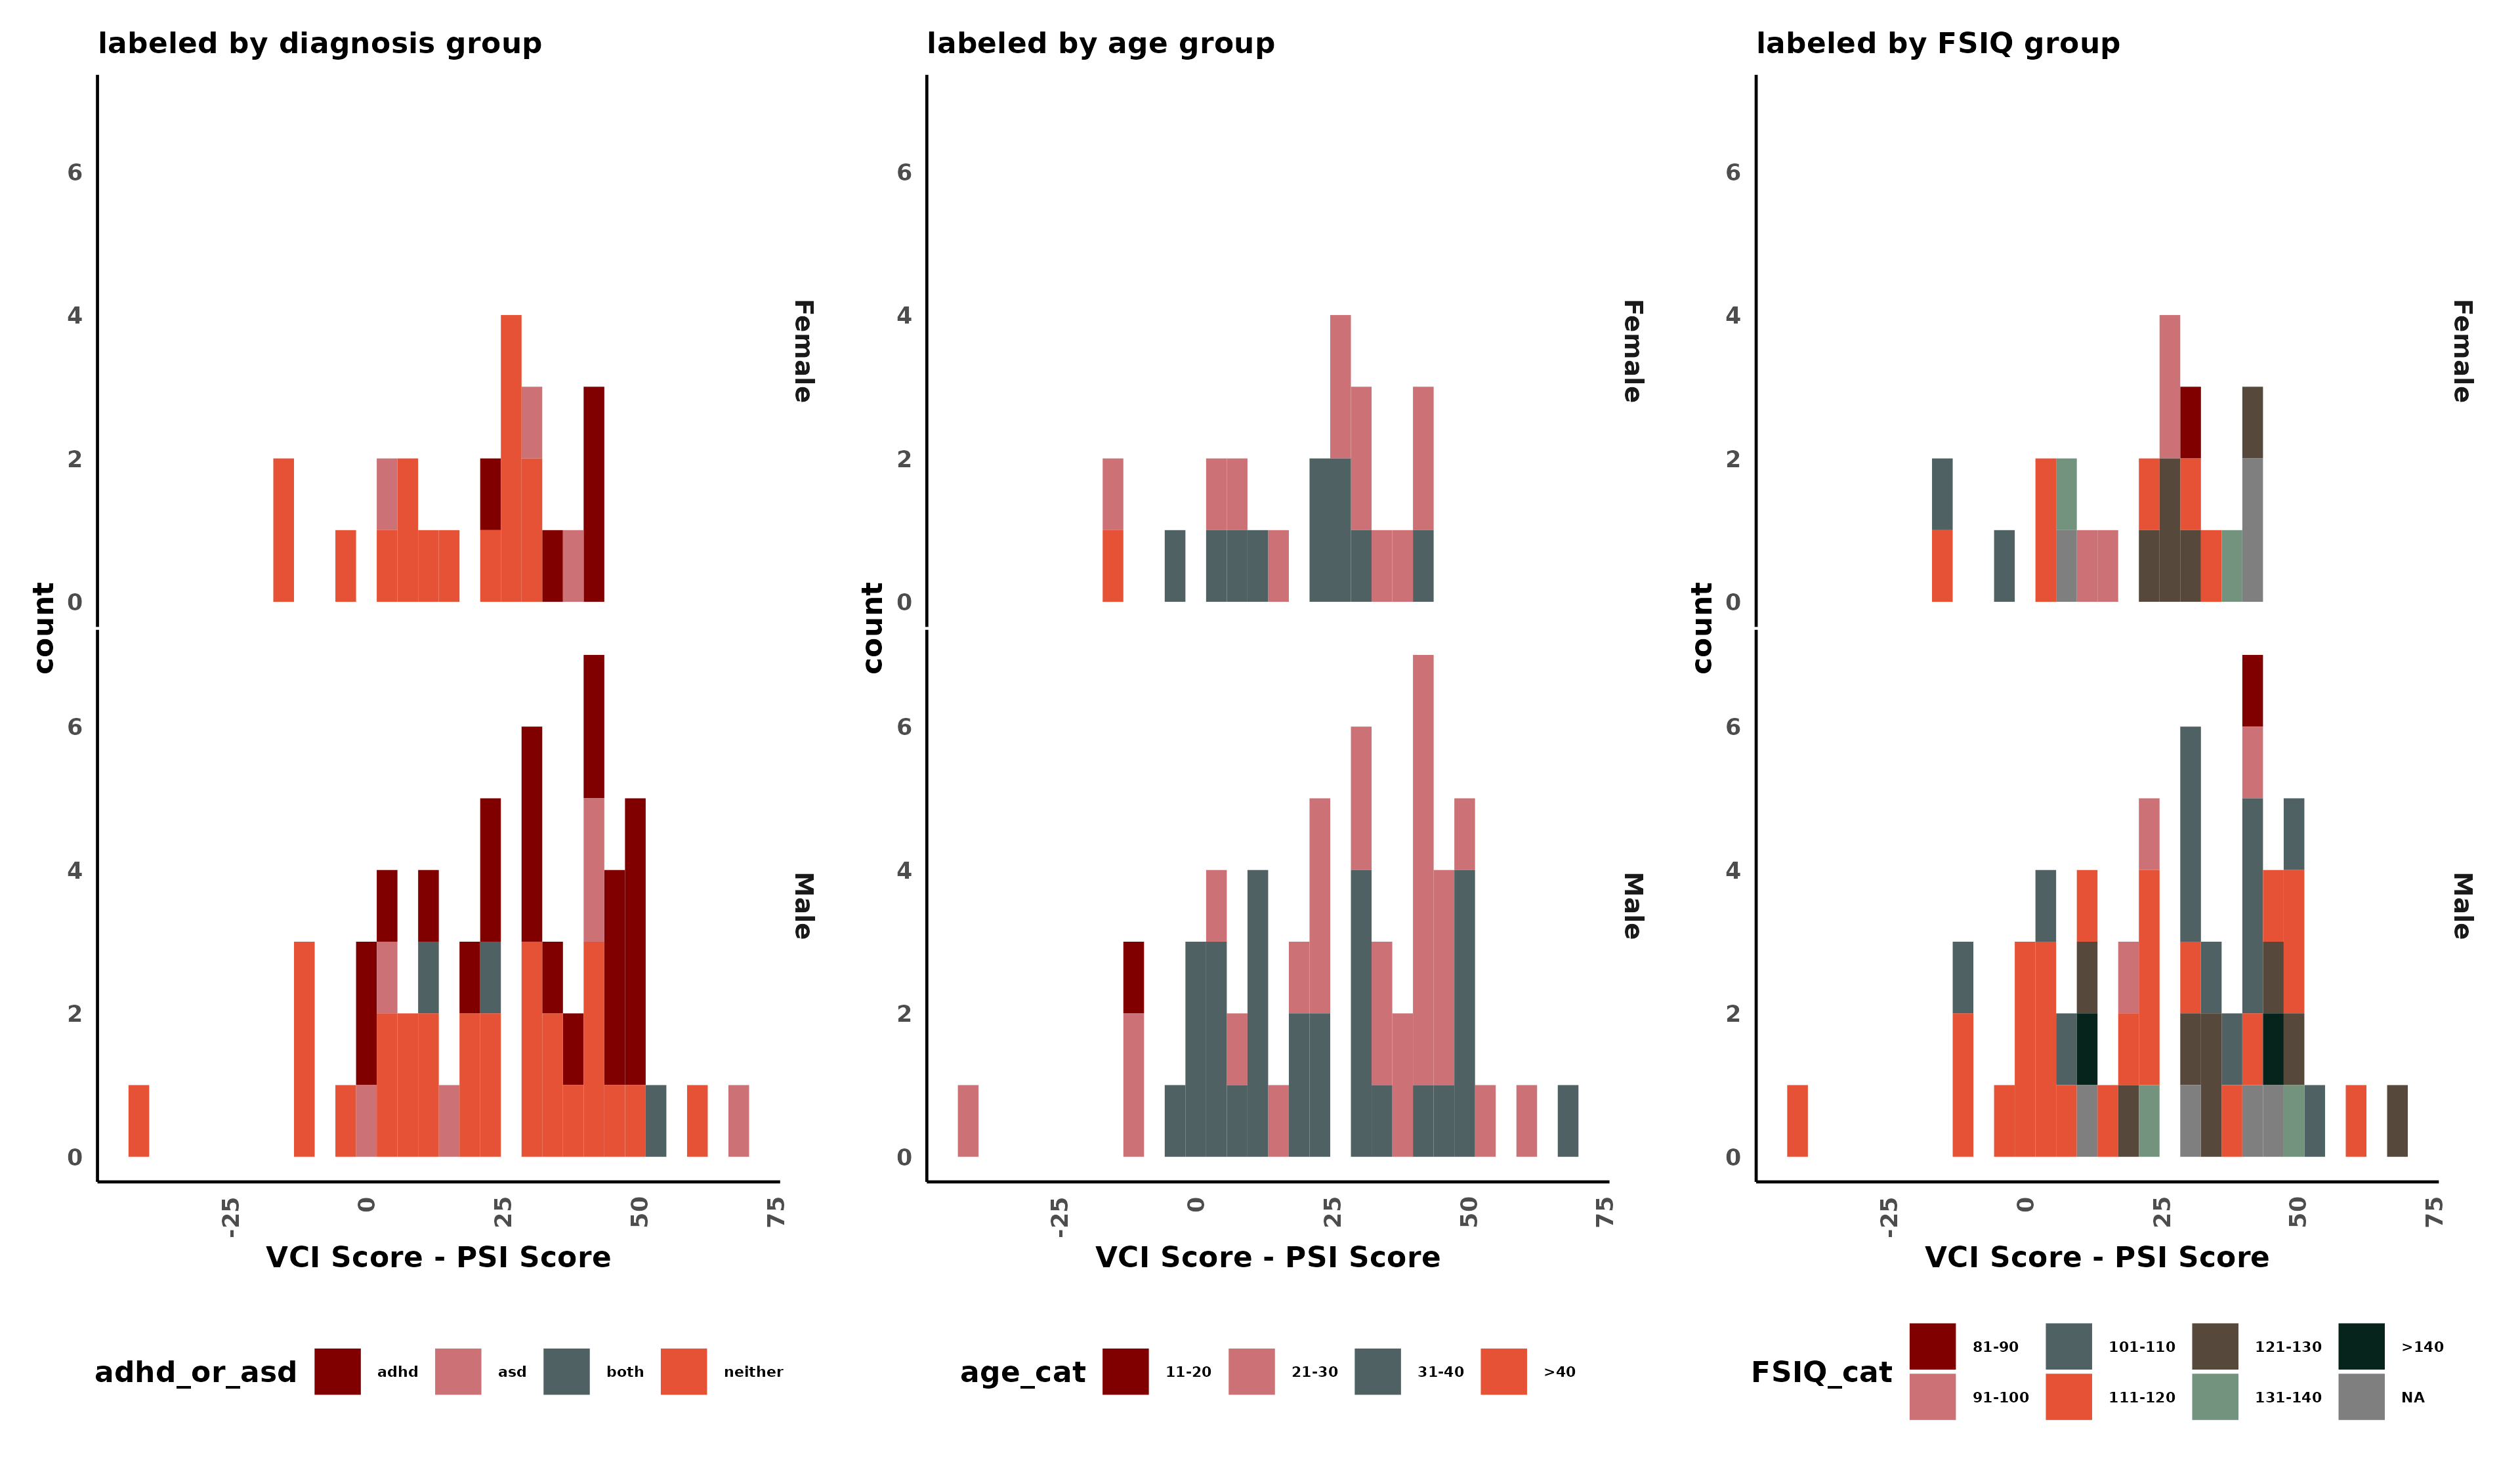 labeled by diagnosis group
labeled by age group
labeled by FSIQ group
6
4
2
0
Female
6
4
2
0
Female
6
4
2
0
Female
count
count
count
6
4
2
0
Male
6
4
2
0
Male
6
4
2
0
Male
-25 0 25 50 75
-25 0 25 50 75
-25 0 25 50 75
VCI Score - PSI Score
VCI Score - PSI Score
VCI Score - PSI Score
adhd_or_asd adhd asd both neither
age_cat 11-20 21-30 31-40 >40
FSIQ_cat
81-90 101-110 121-130 >140
91-100 111-120 131-140 NA